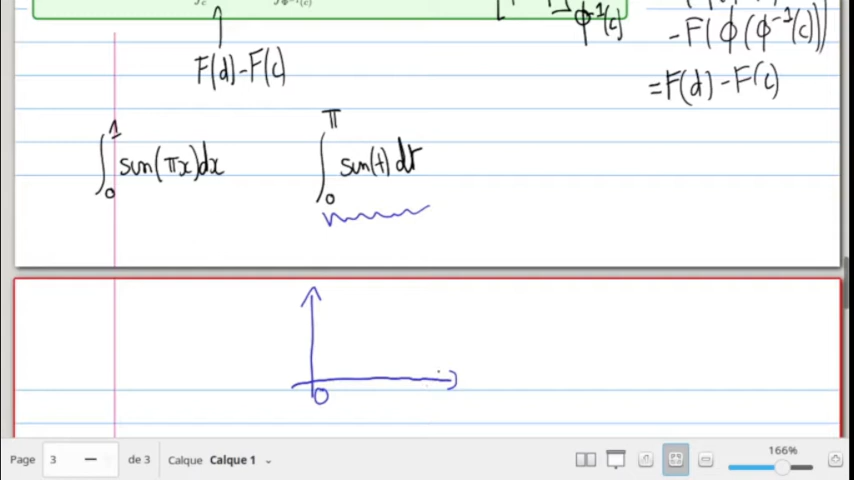 F(d) - F(c)
φ⁻¹(c)
- F(φ(φ⁻¹(c)))
= F(d) - F(c)
∫₀¹ sin(πx)dx
∫₀^π sin(t) dt
0
Page 3 de 3 Calque Calque 1 166%